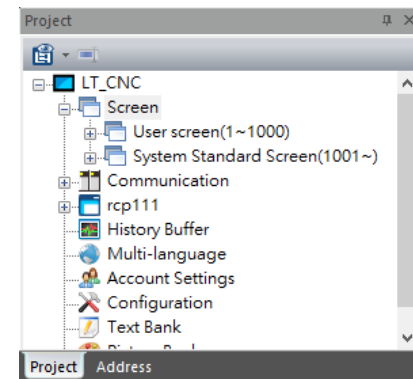 Project
LT_CNC
Screen
User screen(1~1000)
System Standard Screen(1001~)
Communication
rcp111
History Buffer
Multi-language
Account Settings
Configuration
Text Bank
Project Address